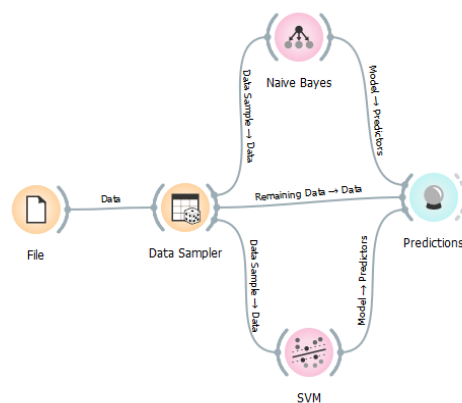 Naive Bayes
Data Sample → Data
Model → Predictors
Data
Remaining Data → Data
File
Data Sampler
Predictions
Data Sample → Data
Model → Predictors
SVM